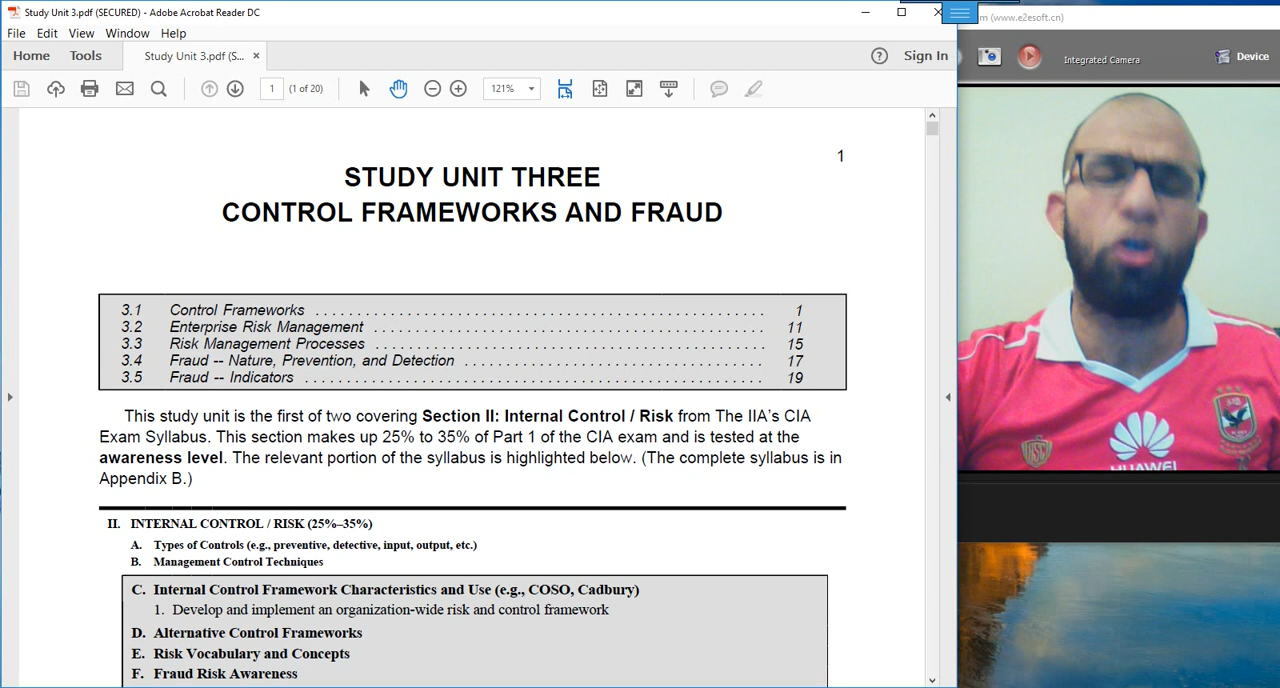 Study Unit 3.pdf (SECURED) - Adobe Acrobat Reader DC
m (www.e2esoft.cn)
File Edit View Window Help
Home Tools Study Unit 3.pdf (S... × Sign In
Integrated Camera Device
1 (1 of 20) 121%
1
STUDY UNIT THREE
CONTROL FRAMEWORKS AND FRAUD
3.1 Control Frameworks . . . . . . . . . . . . . . . . . . . . . . . . . . . . . . . . . . . . . . . . . . . . . . . 1
3.2 Enterprise Risk Management . . . . . . . . . . . . . . . . . . . . . . . . . . . . . . . . . . . . . . . . 11
3.3 Risk Management Processes . . . . . . . . . . . . . . . . . . . . . . . . . . . . . . . . . . . . . . . . 15
3.4 Fraud -- Nature, Prevention, and Detection . . . . . . . . . . . . . . . . . . . . . . . . . . . . . 17
3.5 Fraud -- Indicators . . . . . . . . . . . . . . . . . . . . . . . . . . . . . . . . . . . . . . . . . . . . . . . . 19
This study unit is the first of two covering Section II: Internal Control / Risk from The IIA's CIA
Exam Syllabus. This section makes up 25% to 35% of Part 1 of the CIA exam and is tested at the
awareness level. The relevant portion of the syllabus is highlighted below. (The complete syllabus is in
Appendix B.)
II. INTERNAL CONTROL / RISK (25%–35%)
A. Types of Controls (e.g., preventive, detective, input, output, etc.)
B. Management Control Techniques
C. Internal Control Framework Characteristics and Use (e.g., COSO, Cadbury)
1. Develop and implement an organization-wide risk and control framework
D. Alternative Control Frameworks
E. Risk Vocabulary and Concepts
F. Fraud Risk Awareness
HUAWEI